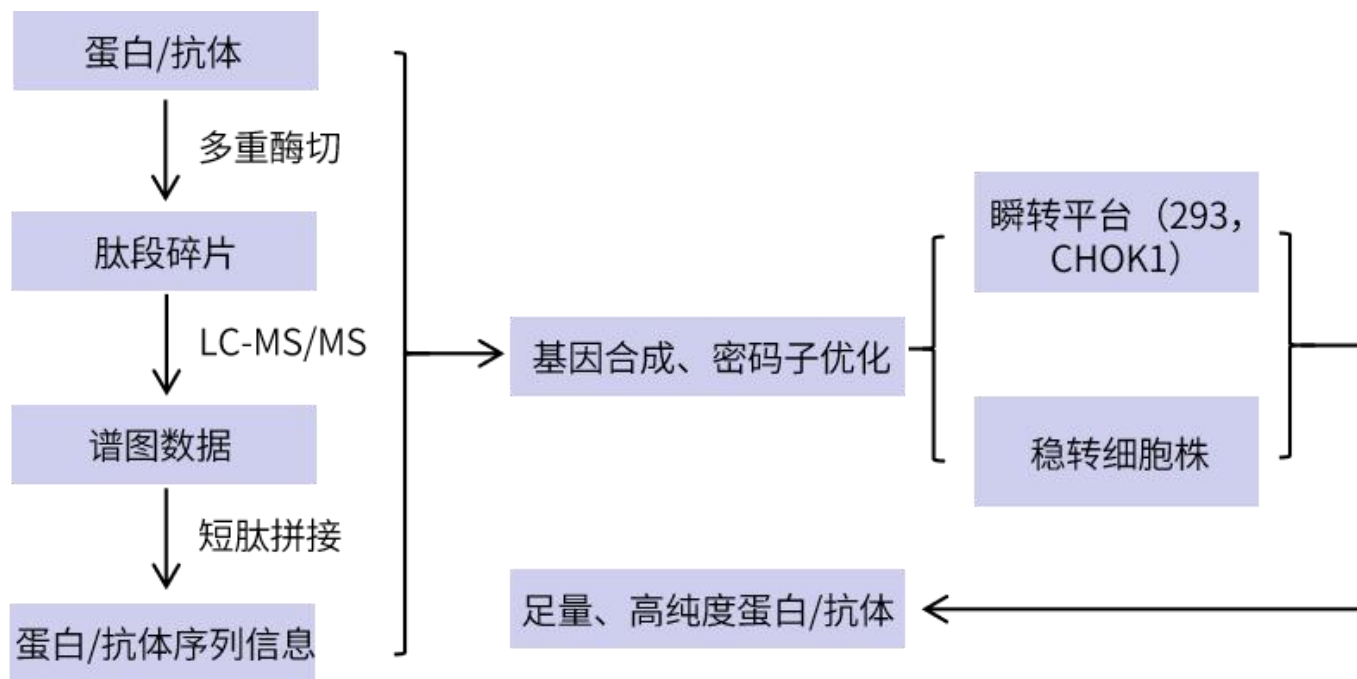 蛋白/抗体
多重酶切
肽段碎片
LC-MS/MS
谱图数据
短肽拼接
蛋白/抗体序列信息
基因合成、密码子优化
瞬转平台（293，
CHOK1）
稳转细胞株
足量、高纯度蛋白/抗体